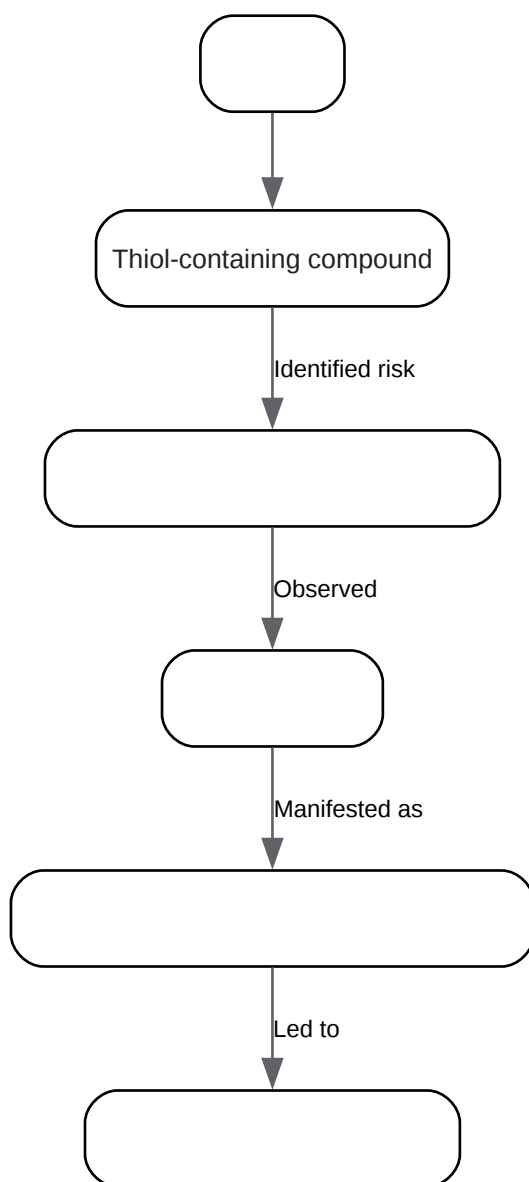 Thiol-containing compound
Identified risk
Observed
Manifested as
Led to